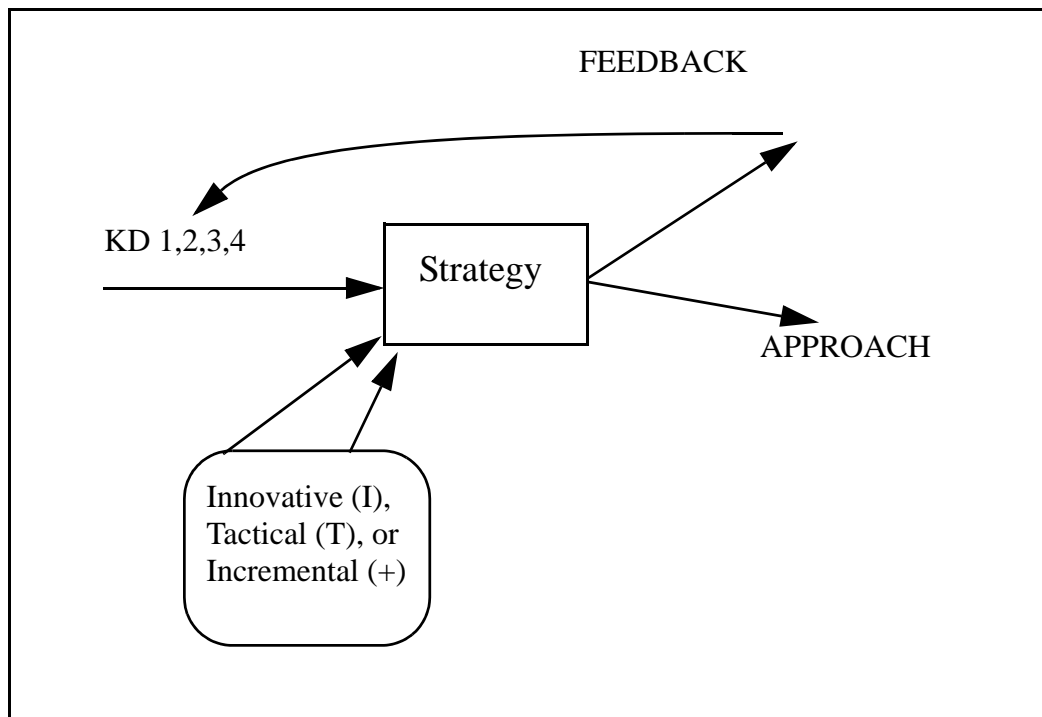 FEEDBACK
KD 1,2,3,4
Strategy
APPROACH
Innovative (I),
Tactical (T), or
Incremental (+)